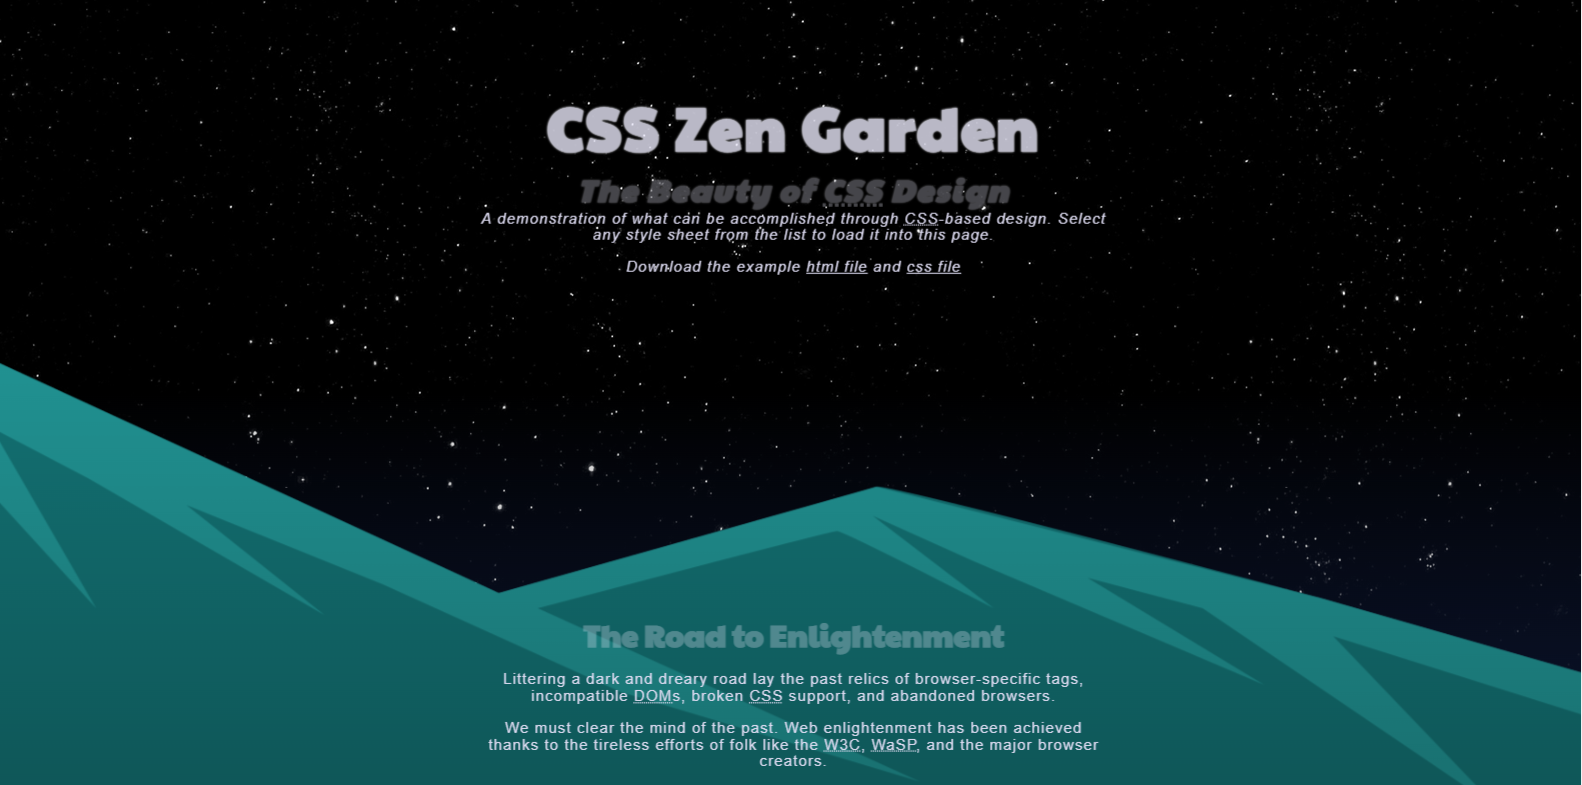 CSS Zen Garden
The Beauty of CSS Design
A demonstration of what can be accomplished through CSS-based design. Select
any style sheet from the list to load it into this page.
Download the example html file and css file
The Road to Enlightenment
Littering a dark and dreary road lay the past relics of browser-specific tags,
incompatible DOMs, broken CSS support, and abandoned browsers.
We must clear the mind of the past. Web enlightenment has been achieved
thanks to the tireless efforts of folk like the W3C, WaSP, and the major browser
creators.